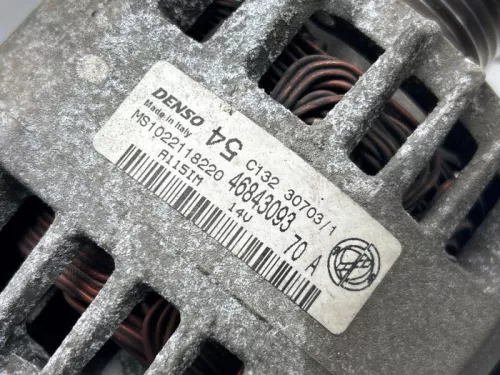 DENSO
Made in Italy
54
C132 30703/1
MS1022118220 46843093
A115IM 14V 70 A